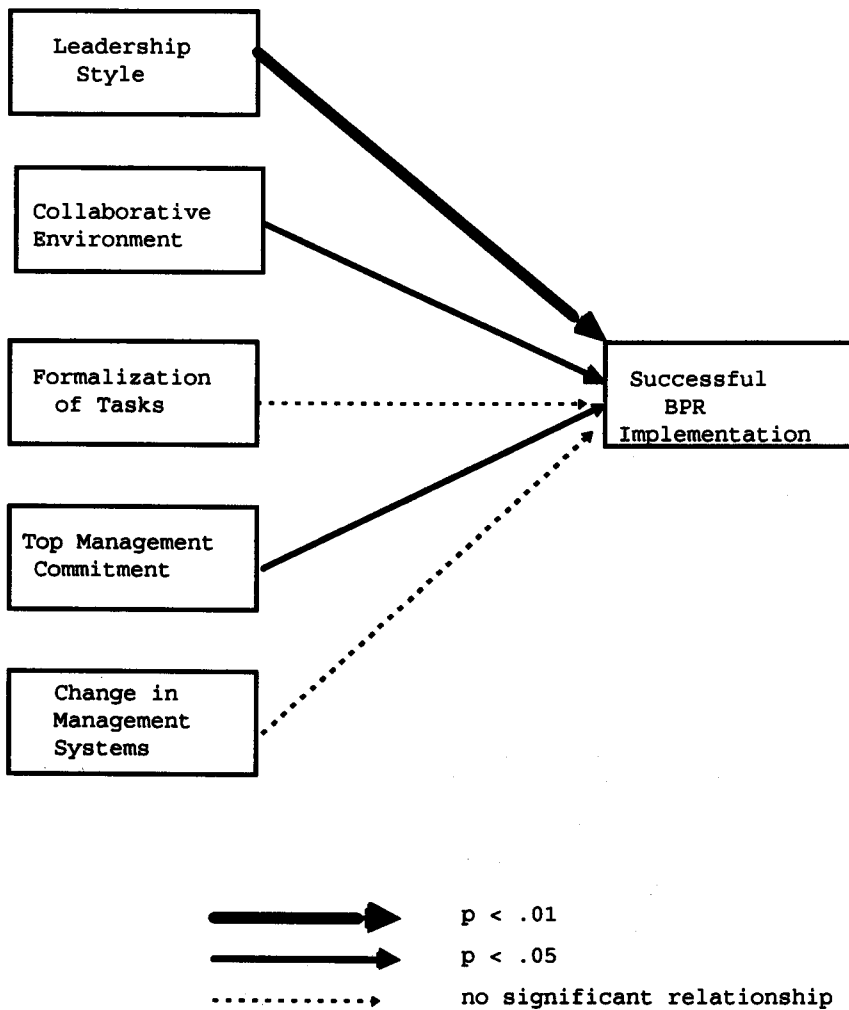 Leadership
Style
Collaborative
Environment
Formalization
of Tasks
Successful
BPR
Implementation
Top Management
Commitment
Change in
Management
Systems
p < .01
p < .05
no significant relationship